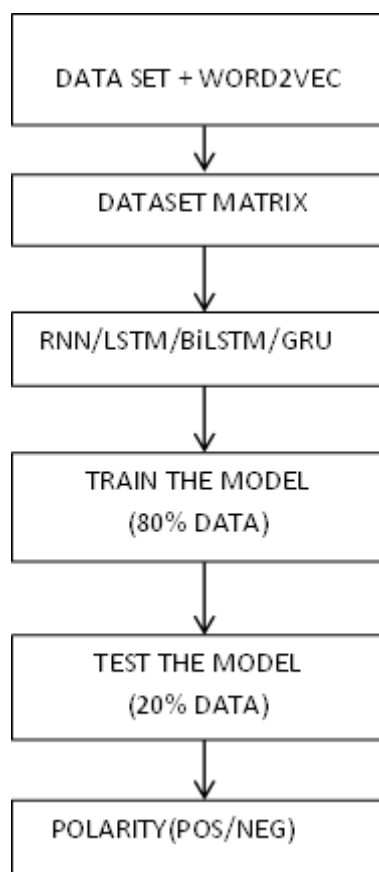 DATA SET + WORD2VEC
DATASET MATRIX
RNN/LSTM/BiLSTM/GRU
TRAIN THE MODEL
(80% DATA)
TEST THE MODEL
(20% DATA)
POLARITY(POS/NEG)